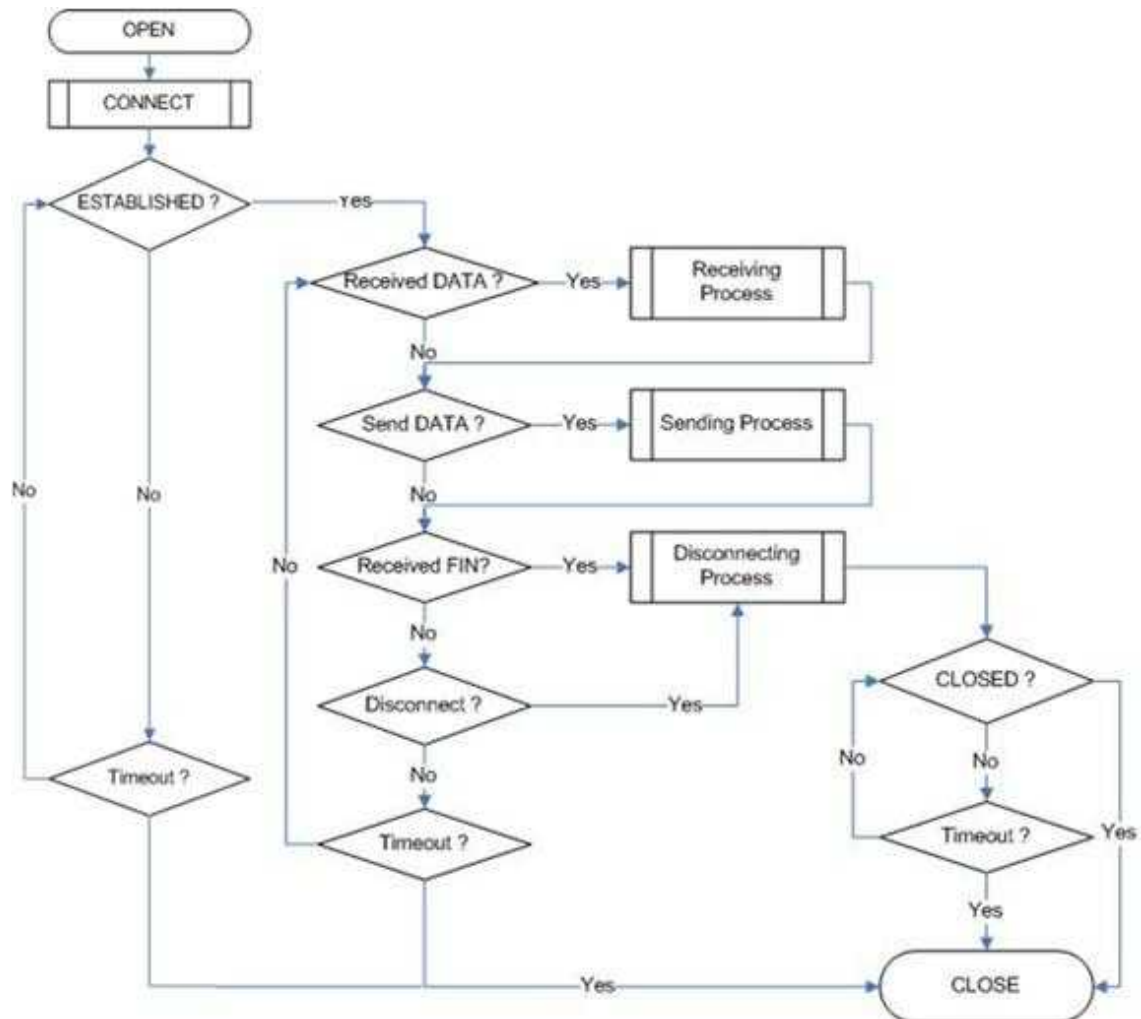 OPEN
CONNECT
ESTABLISHED ?
Yes
Received DATA ?
Yes
Receiving
Process
No
Send DATA ?
Yes
Sending Process
No
No
No
Received FIN?
Yes
Disconnecting
Process
No
No
Disconnect ?
Yes
CLOSED ?
No
No
No
Timeout ?
Timeout ?
Timeout ?
Yes
Yes
Yes
CLOSE